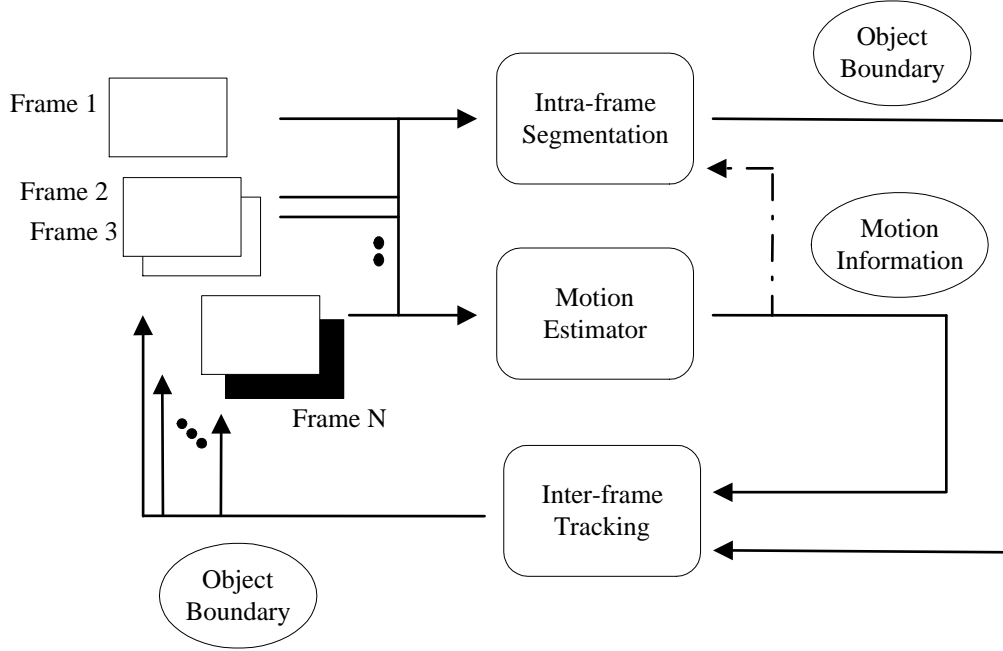 Object
Boundary
Frame 1
Intra-frame
Segmentation
Frame 2
Frame 3
Motion
Information
Motion
Estimator
Frame N
Inter-frame
Tracking
Object
Boundary